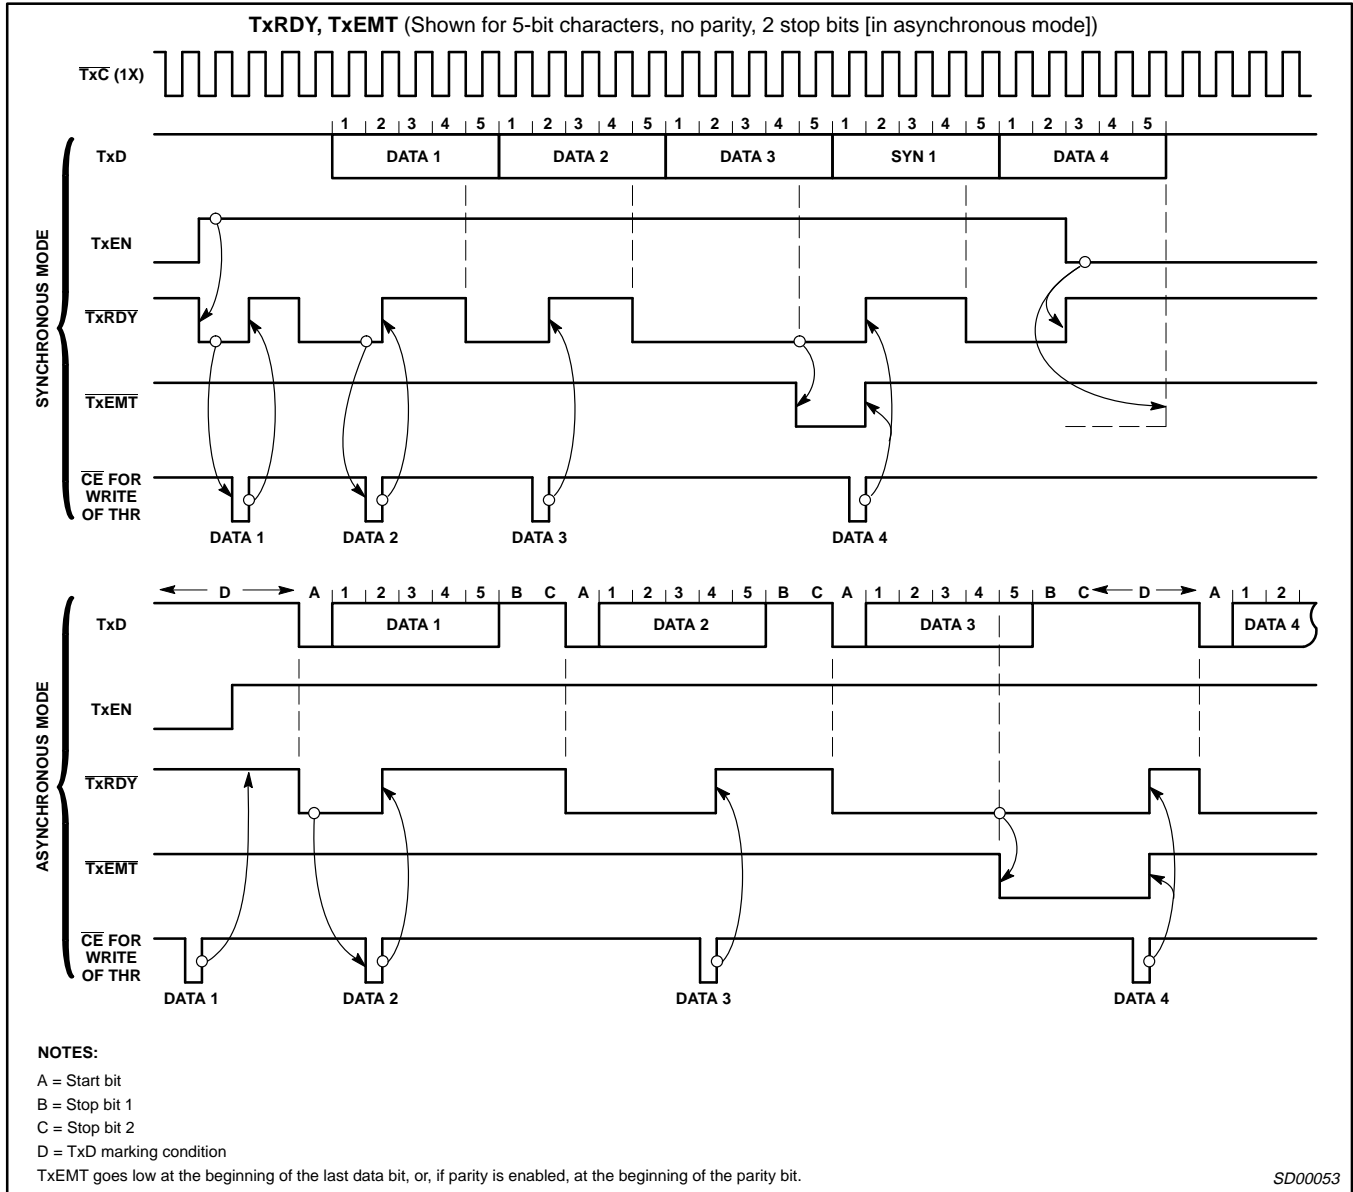 TxRDY, TxEMT (Shown for 5-bit characters, no parity, 2 stop bits [in asynchronous mode])
TxC (1X)
1 2 3 4 5 1 2 3 4 5 1 2 3 4 5 1 2 3 4 5 1 2 3 4 5
TxD DATA 1 DATA 2 DATA 3 SYN 1 DATA 4
SYNCHRONOUS MODE
TxEN
TxRDY
TxEMT
CE FOR
WRITE
OF THR
DATA 1 DATA 2 DATA 3 DATA 4
D A 1 2 3 4 5 B C A 1 2 3 4 5 B C A 1 2 3 4 5 B C D A 1 2
TxD DATA 1 DATA 2 DATA 3 DATA 4
ASYNCHRONOUS MODE
TxEN
TxRDY
TxEMT
CE FOR
WRITE
OF THR
DATA 1 DATA 2 DATA 3 DATA 4
NOTES:
A = Start bit
B = Stop bit 1
C = Stop bit 2
D = TxD marking condition
TxEMT goes low at the beginning of the last data bit, or, if parity is enabled, at the beginning of the parity bit.
SD00053